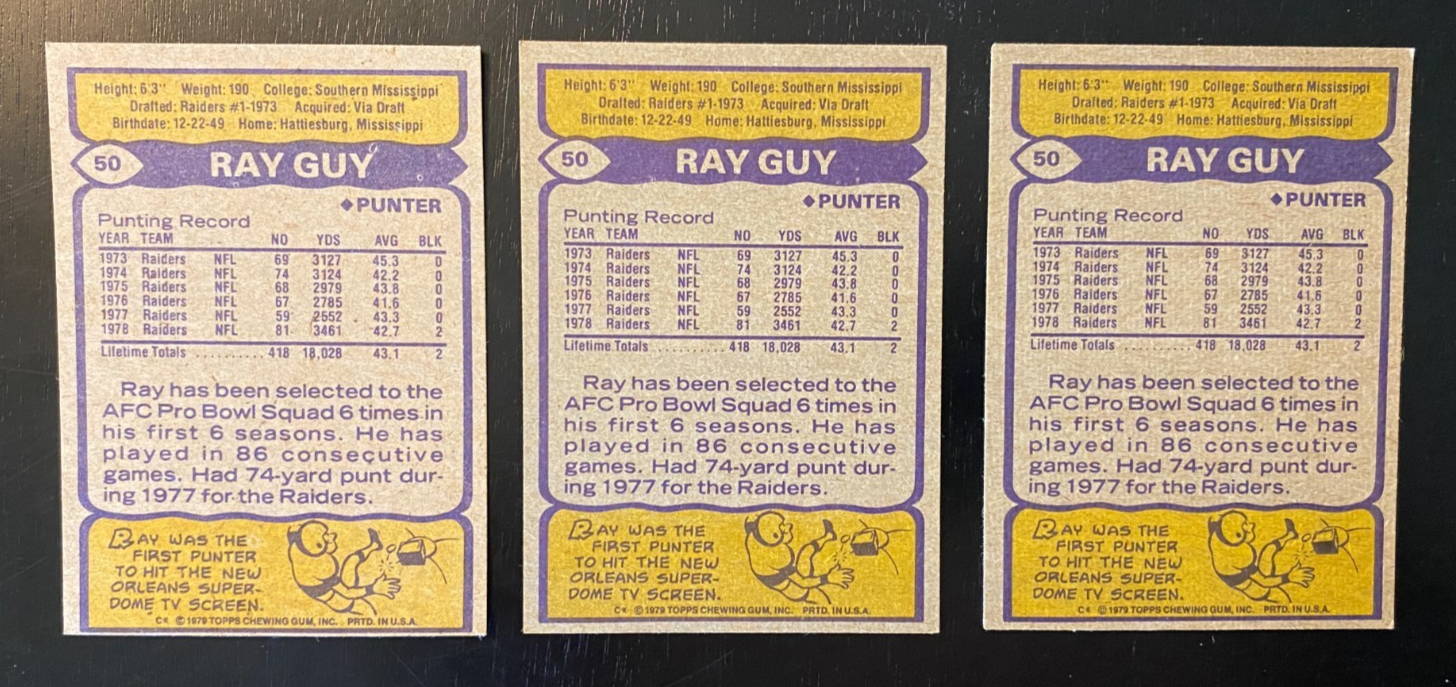 Height: 6'3" Weight: 190 College: Southern Mississippi
Drafted: Raiders #1-1973 Acquired: Via Draft
Birthdate: 12-22-49 Home: Hattiesburg, Mississippi
50 RAY GUY
◆PUNTER
Punting Record
YEAR TEAM NO YDS AVG BLK
1973 Raiders NFL 69 3127 45.3 0
1974 Raiders NFL 74 3124 42.2 0
1975 Raiders NFL 68 2979 43.8 0
1976 Raiders NFL 67 2785 41.6 0
1977 Raiders NFL 59 2552 43.3 0
1978 Raiders NFL 81 3461 42.7 2
Lifetime Totals .......... 418 18,028 43.1 2
Ray has been selected to the
AFC Pro Bowl Squad 6 times in
his first 6 seasons. He has
played in 86 consecutive
games. Had 74-yard punt dur-
ing 1977 for the Raiders.
RAY WAS THE
FIRST PUNTER
TO HIT THE NEW
ORLEANS SUPER-
DOME TV SCREEN.
C* © 1979 TOPPS CHEWING GUM, INC. PRTD. IN U.S.A.
Height: 6'3" Weight: 190 College: Southern Mississippi
Drafted: Raiders #1-1973 Acquired: Via Draft
Birthdate: 12-22-49 Home: Hattiesburg, Mississippi
50 RAY GUY
◆PUNTER
Punting Record
YEAR TEAM NO YDS AVG BLK
1973 Raiders NFL 69 3127 45.3 0
1974 Raiders NFL 74 3124 42.2 0
1975 Raiders NFL 68 2979 43.8 0
1976 Raiders NFL 67 2785 41.6 0
1977 Raiders NFL 59 2552 43.3 0
1978 Raiders NFL 81 3461 42.7 2
Lifetime Totals .......... 418 18,028 43.1 2
Ray has been selected to the
AFC Pro Bowl Squad 6 times in
his first 6 seasons. He has
played in 86 consecutive
games. Had 74-yard punt dur-
ing 1977 for the Raiders.
RAY WAS THE
FIRST PUNTER
TO HIT THE NEW
ORLEANS SUPER-
DOME TV SCREEN.
C* © 1979 TOPPS CHEWING GUM, INC. PRTD. IN U.S.A.
Height: 6'3" Weight: 190 College: Southern Mississippi
Drafted: Raiders #1-1973 Acquired: Via Draft
Birthdate: 12-22-49 Home: Hattiesburg, Mississippi
50 RAY GUY
◆PUNTER
Punting Record
YEAR TEAM NO YDS AVG BLK
1973 Raiders NFL 69 3127 45.3 0
1974 Raiders NFL 74 3124 42.2 0
1975 Raiders NFL 68 2979 43.8 0
1976 Raiders NFL 67 2785 41.6 0
1977 Raiders NFL 59 2552 43.3 0
1978 Raiders NFL 81 3461 42.7 2
Lifetime Totals .......... 418 18,028 43.1 2
Ray has been selected to the
AFC Pro Bowl Squad 6 times in
his first 6 seasons. He has
played in 86 consecutive
games. Had 74-yard punt dur-
ing 1977 for the Raiders.
RAY WAS THE
FIRST PUNTER
TO HIT THE NEW
ORLEANS SUPER-
DOME TV SCREEN.
C* © 1979 TOPPS CHEWING GUM, INC. PRTD. IN U.S.A.